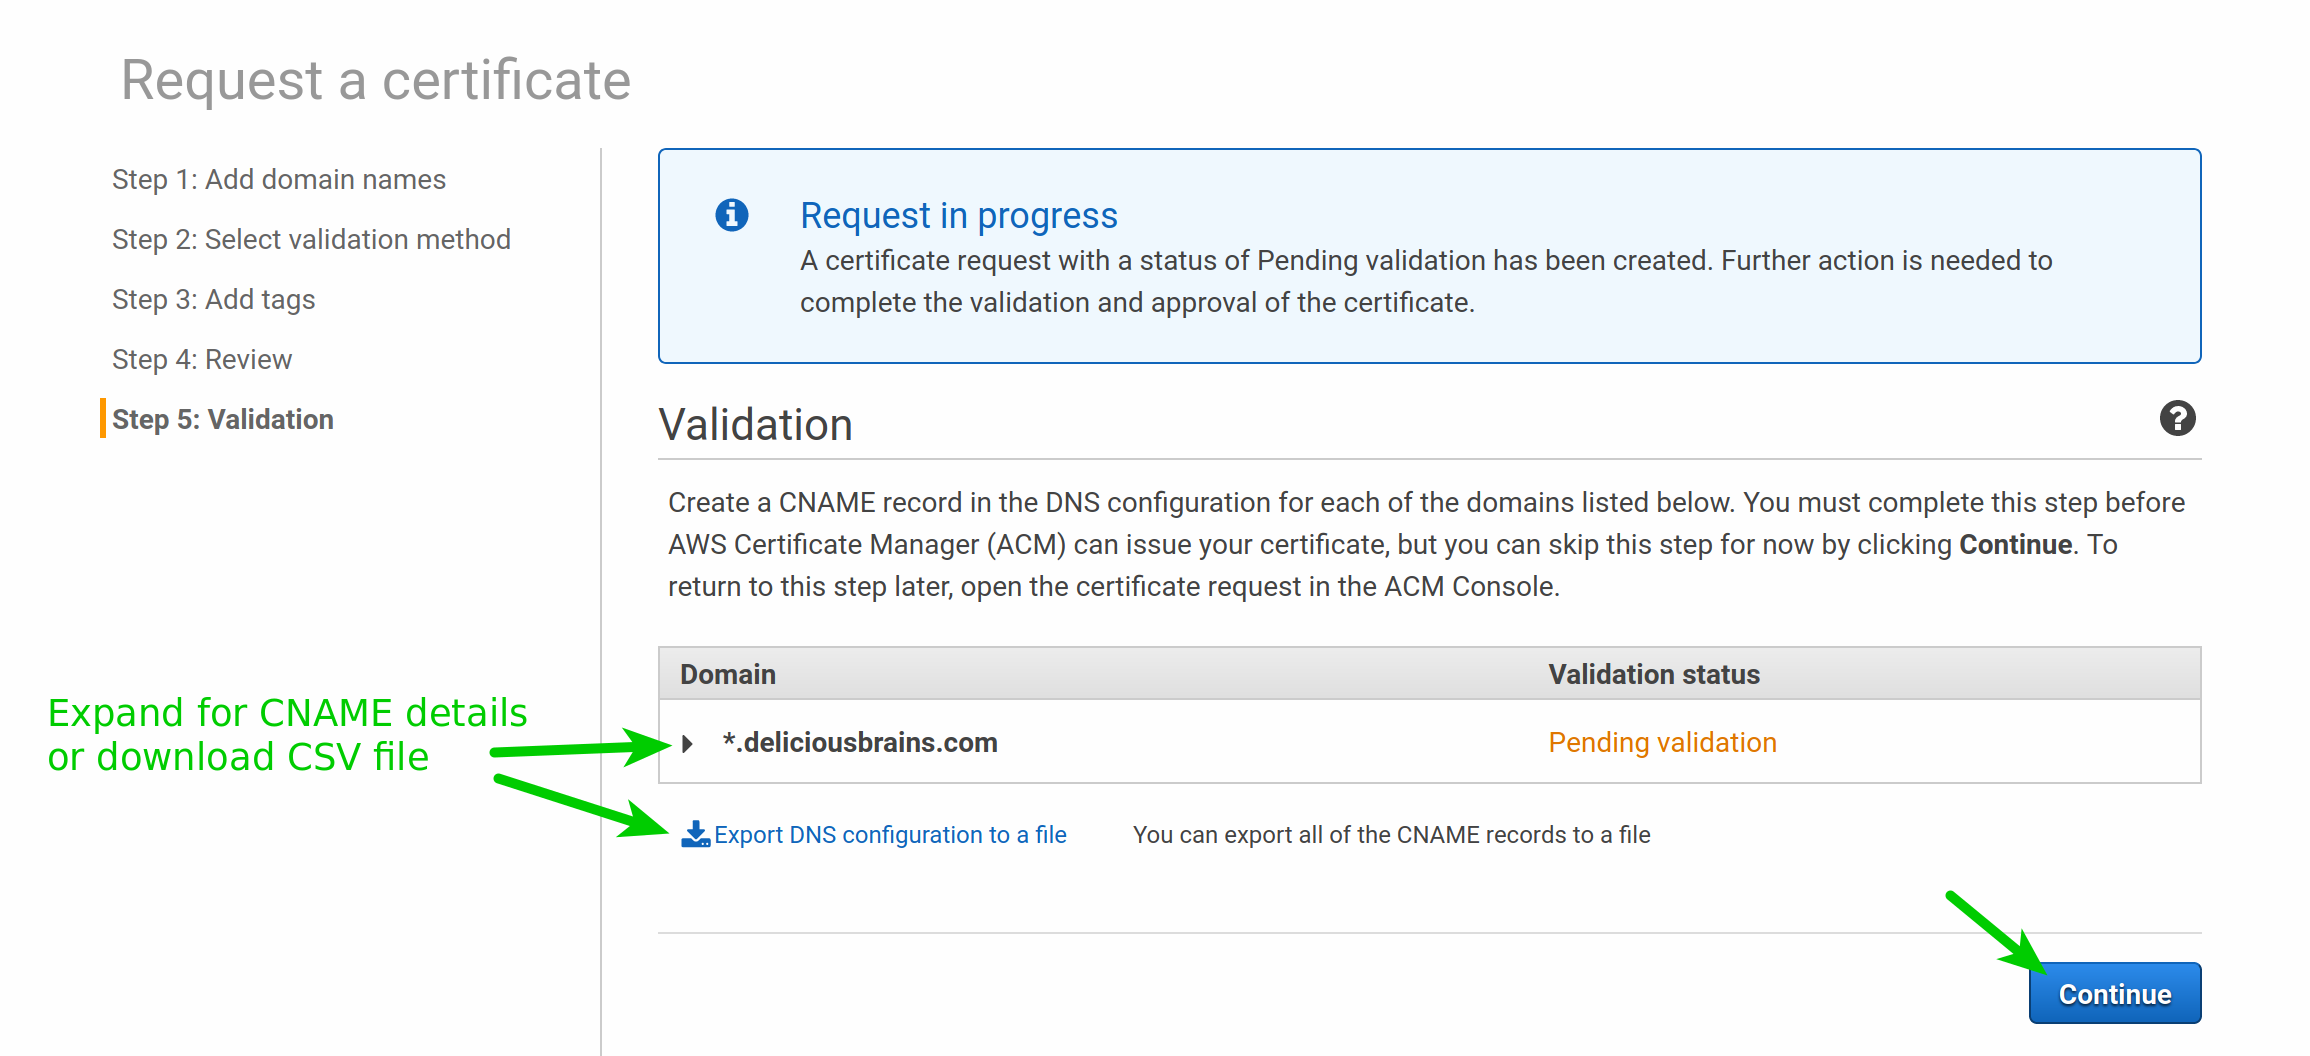 Request a certificate
Step 1: Add domain names
Step 2: Select validation method
Step 3: Add tags
Step 4: Review
Step 5: Validation
Request in progress
A certificate request with a status of Pending validation has been created. Further action is needed to
complete the validation and approval of the certificate.
Validation
Create a CNAME record in the DNS configuration for each of the domains listed below. You must complete this step before
AWS Certificate Manager (ACM) can issue your certificate, but you can skip this step for now by clicking Continue. To
return to this step later, open the certificate request in the ACM Console.
Domain Validation status
Expand for CNAME details
or download CSV file
*.deliciousbrains.com Pending validation
Export DNS configuration to a file You can export all of the CNAME records to a file
Continue